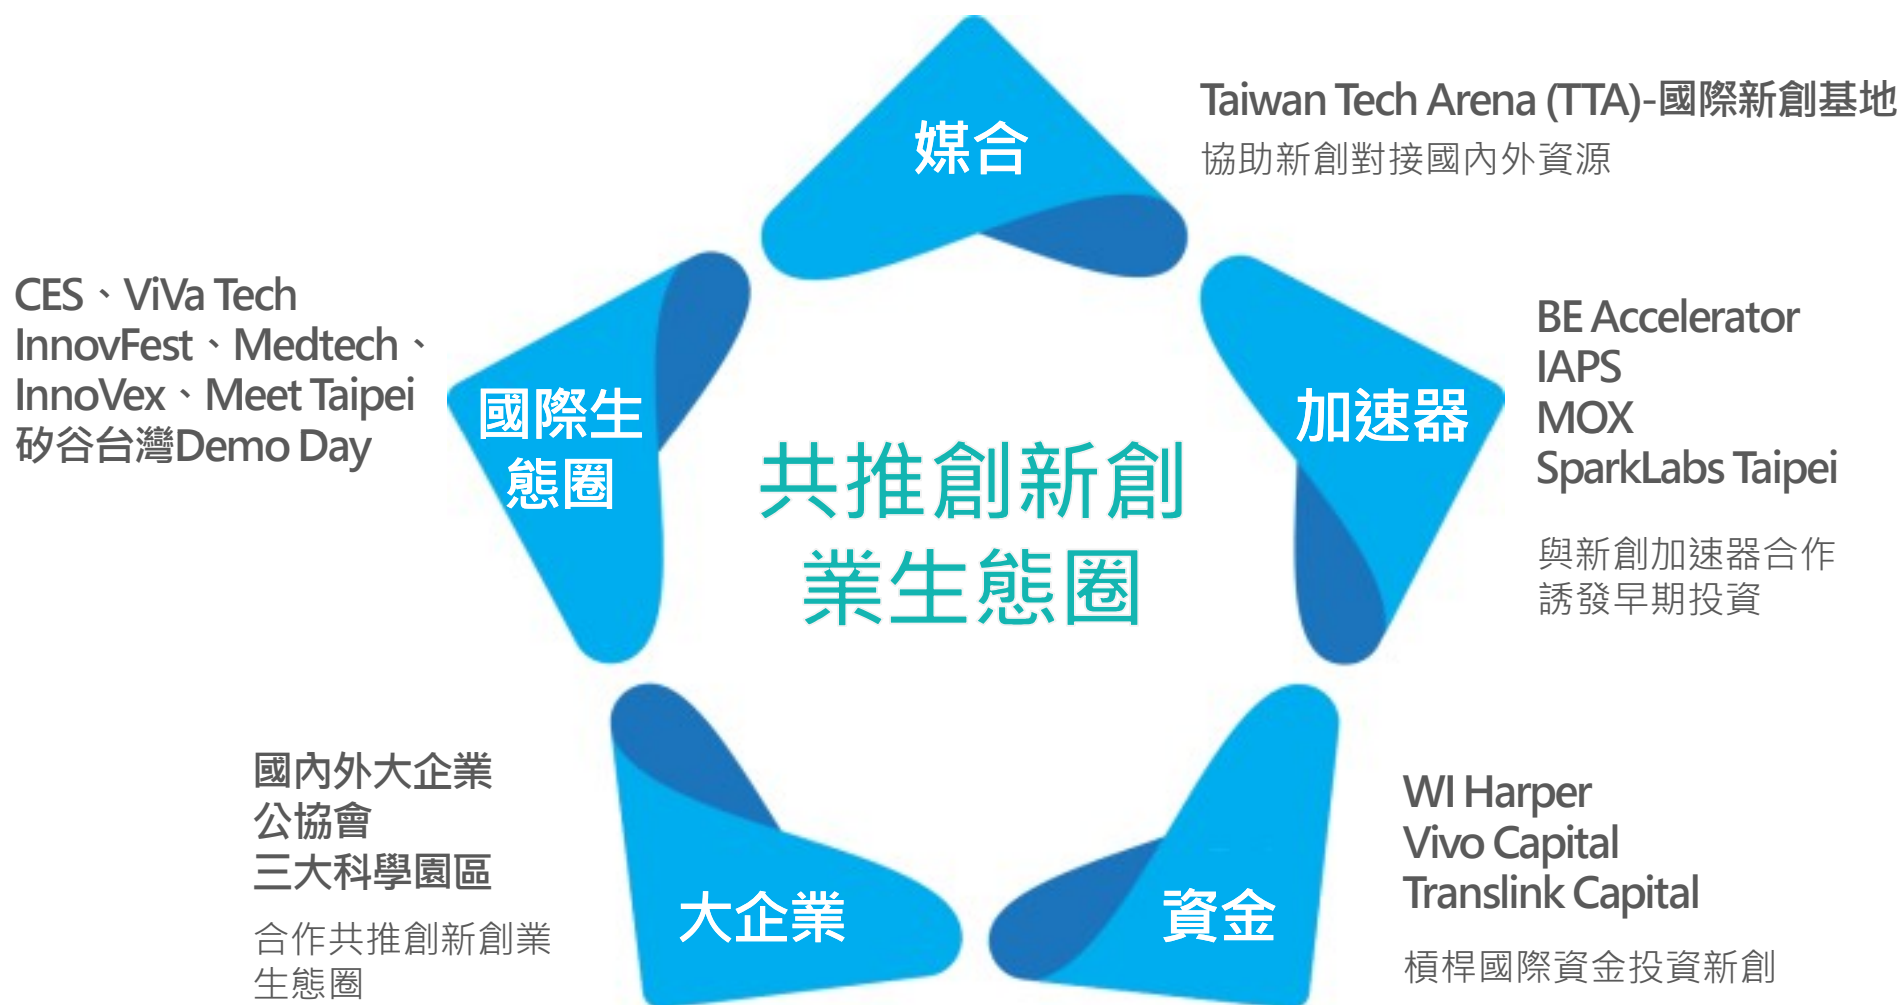 媒合
Taiwan Tech Arena (TTA)-國際新創基地
協助新創對接國內外資源
加速器
BE Accelerator
IAPS
MOX
SparkLabs Taipei
與新創加速器合作
誘發早期投資
資金
WI Harper
Vivo Capital
Translink Capital
槓桿國際資金投資新創
大企業
國內外大企業
公協會
三大科學園區
合作共推創新創業
生態圈
國際生
態圈
CES、ViVa Tech
InnovFest、Medtech、
InnoVex、Meet Taipei
矽谷台灣Demo Day
共推創新創
業生態圈